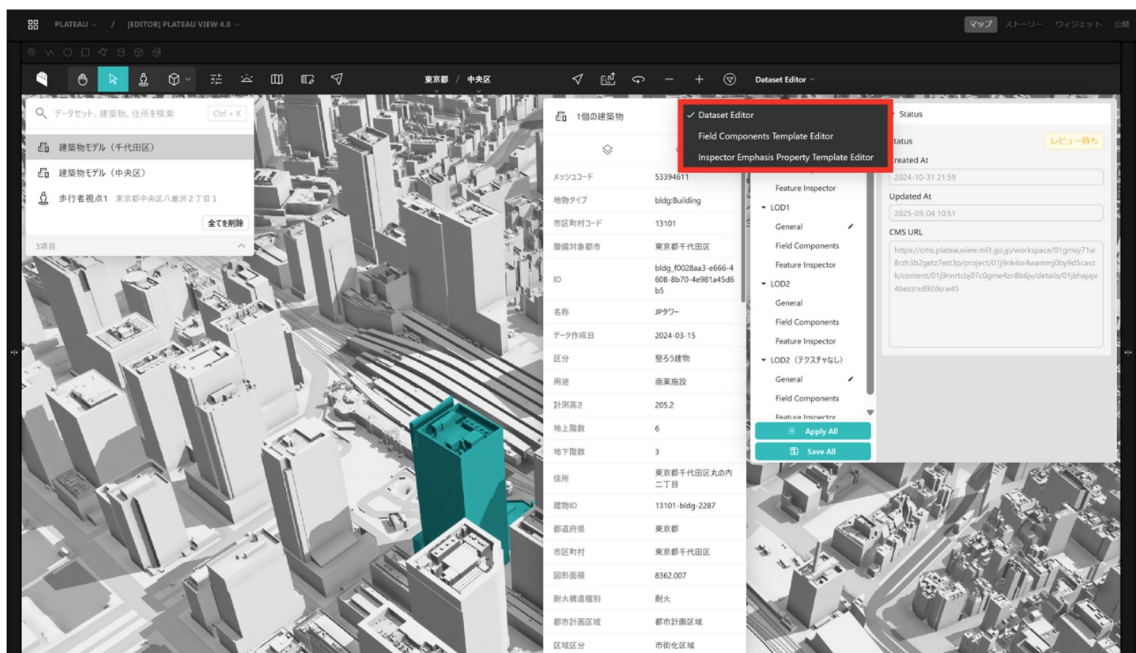 PLATEAU / [EDITOR] PLATEAU VIEW 4.0
マップ ストーリー ウィジェット 公開
東京都 / 中央区
Dataset Editor
データセット、建築物、住所を検索 Ctrl + K
建築物モデル（千代田区）
建築物モデル（中央区）
歩行者視点1 東京都中央区八重洲２丁目１
全てを削除
3項目
1個の建築物
メッシュコード 53394611
地物タイプ bldg:Building
市区町村コード 13101
整備対象都市 東京都千代田区
ID
bldg_f0028aa3-e666-4
608-8b70-4e981a45d6
b5
名称 JPタワー
データ作成日 2024-03-15
区分 堅ろう建物
用途 商業施設
計測高さ 205.2
地上階数 6
地下階数 3
住所
東京都千代田区丸の内
二丁目
建物ID 13101-bldg-2287
都道府県 東京都
市区町村 東京都千代田区
図形面積 8362.007
耐火構造種別 耐火
都市計画区域 都市計画区域
区域区分 市街化区域
Dataset Editor
Field Components Template Editor
Inspector Emphasis Property Template Editor
Feature Inspector
LOD1
General
Field Components
Feature Inspector
LOD2
General
Field Components
Feature Inspector
LOD2（テクスチャなし）
General
Field Components
Feature Inspector
Apply All
Save All
Status
レビュー待ち
Created At
2024-10-31 21:59
Updated At
2025-03-04 10:51
CMS URL